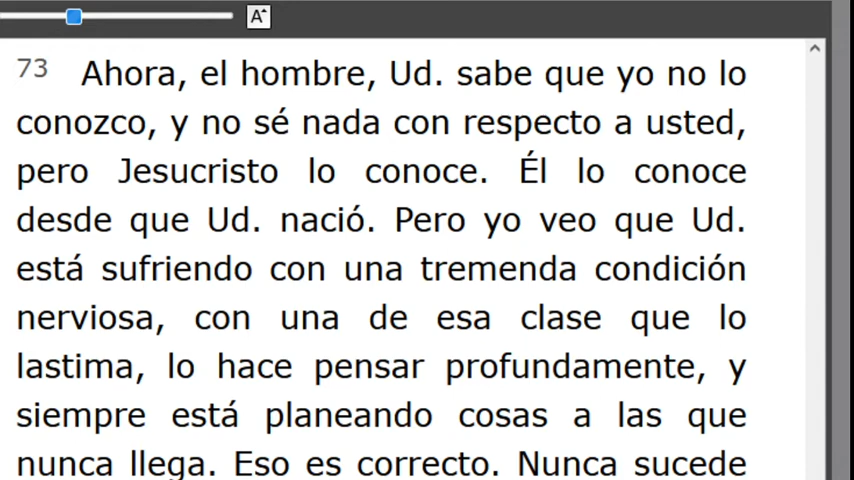 A
73 Ahora, el hombre, Ud. sabe que yo no lo
conozco, y no sé nada con respecto a usted,
pero Jesucristo lo conoce. Él lo conoce
desde que Ud. nació. Pero yo veo que Ud.
está sufriendo con una tremenda condición
nerviosa, con una de esa clase que lo
lastima, lo hace pensar profundamente, y
siempre está planeando cosas a las que
nunca llega. Eso es correcto. Nunca sucede